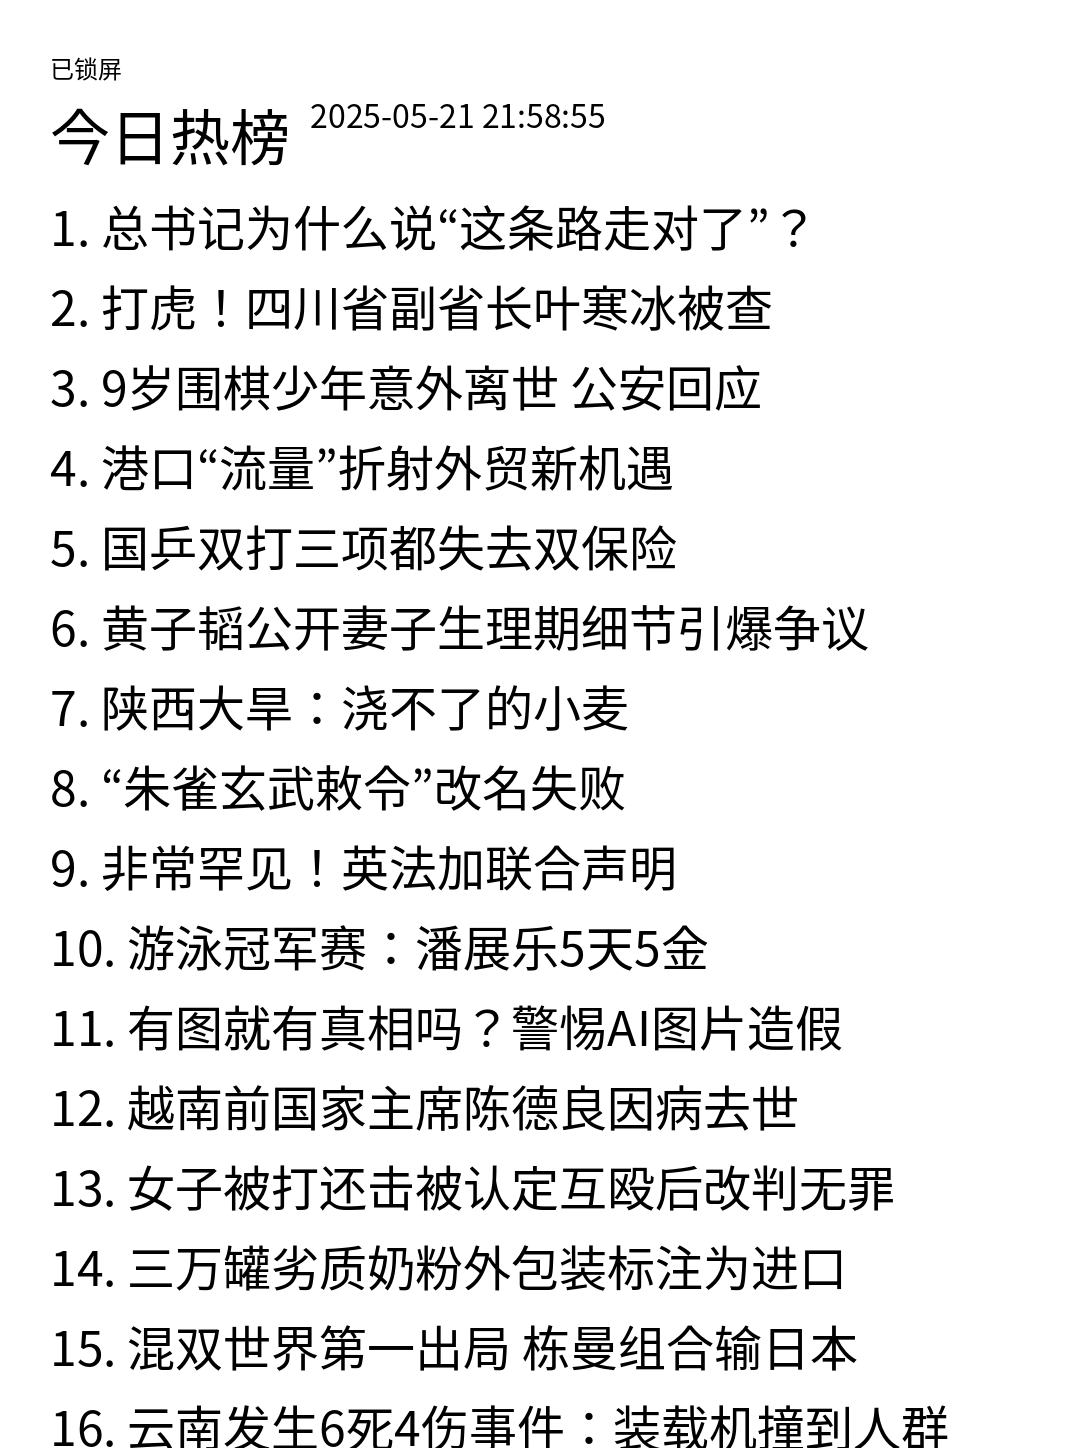 已锁屏
今日热榜 2025-05-21 21:58:55
1. 总书记为什么说“这条路走对了”？
2. 打虎！四川省副省长叶寒冰被查
3. 9岁围棋少年意外离世 公安回应
4. 港口“流量”折射外贸新机遇
5. 国乒双打三项都失去双保险
6. 黄子韬公开妻子生理期细节引爆争议
7. 陕西大旱：浇不了的小麦
8. “朱雀玄武敕令”改名失败
9. 非常罕见！英法加联合声明
10. 游泳冠军赛：潘展乐5天5金
11. 有图就有真相吗？警惕AI图片造假
12. 越南前国家主席陈德良因病去世
13. 女子被打还击被认定互殴后改判无罪
14. 三万罐劣质奶粉外包装标注为进口
15. 混双世界第一出局 栋曼组合输日本
16. 云南发生6死4伤事件：装载机撞到人群